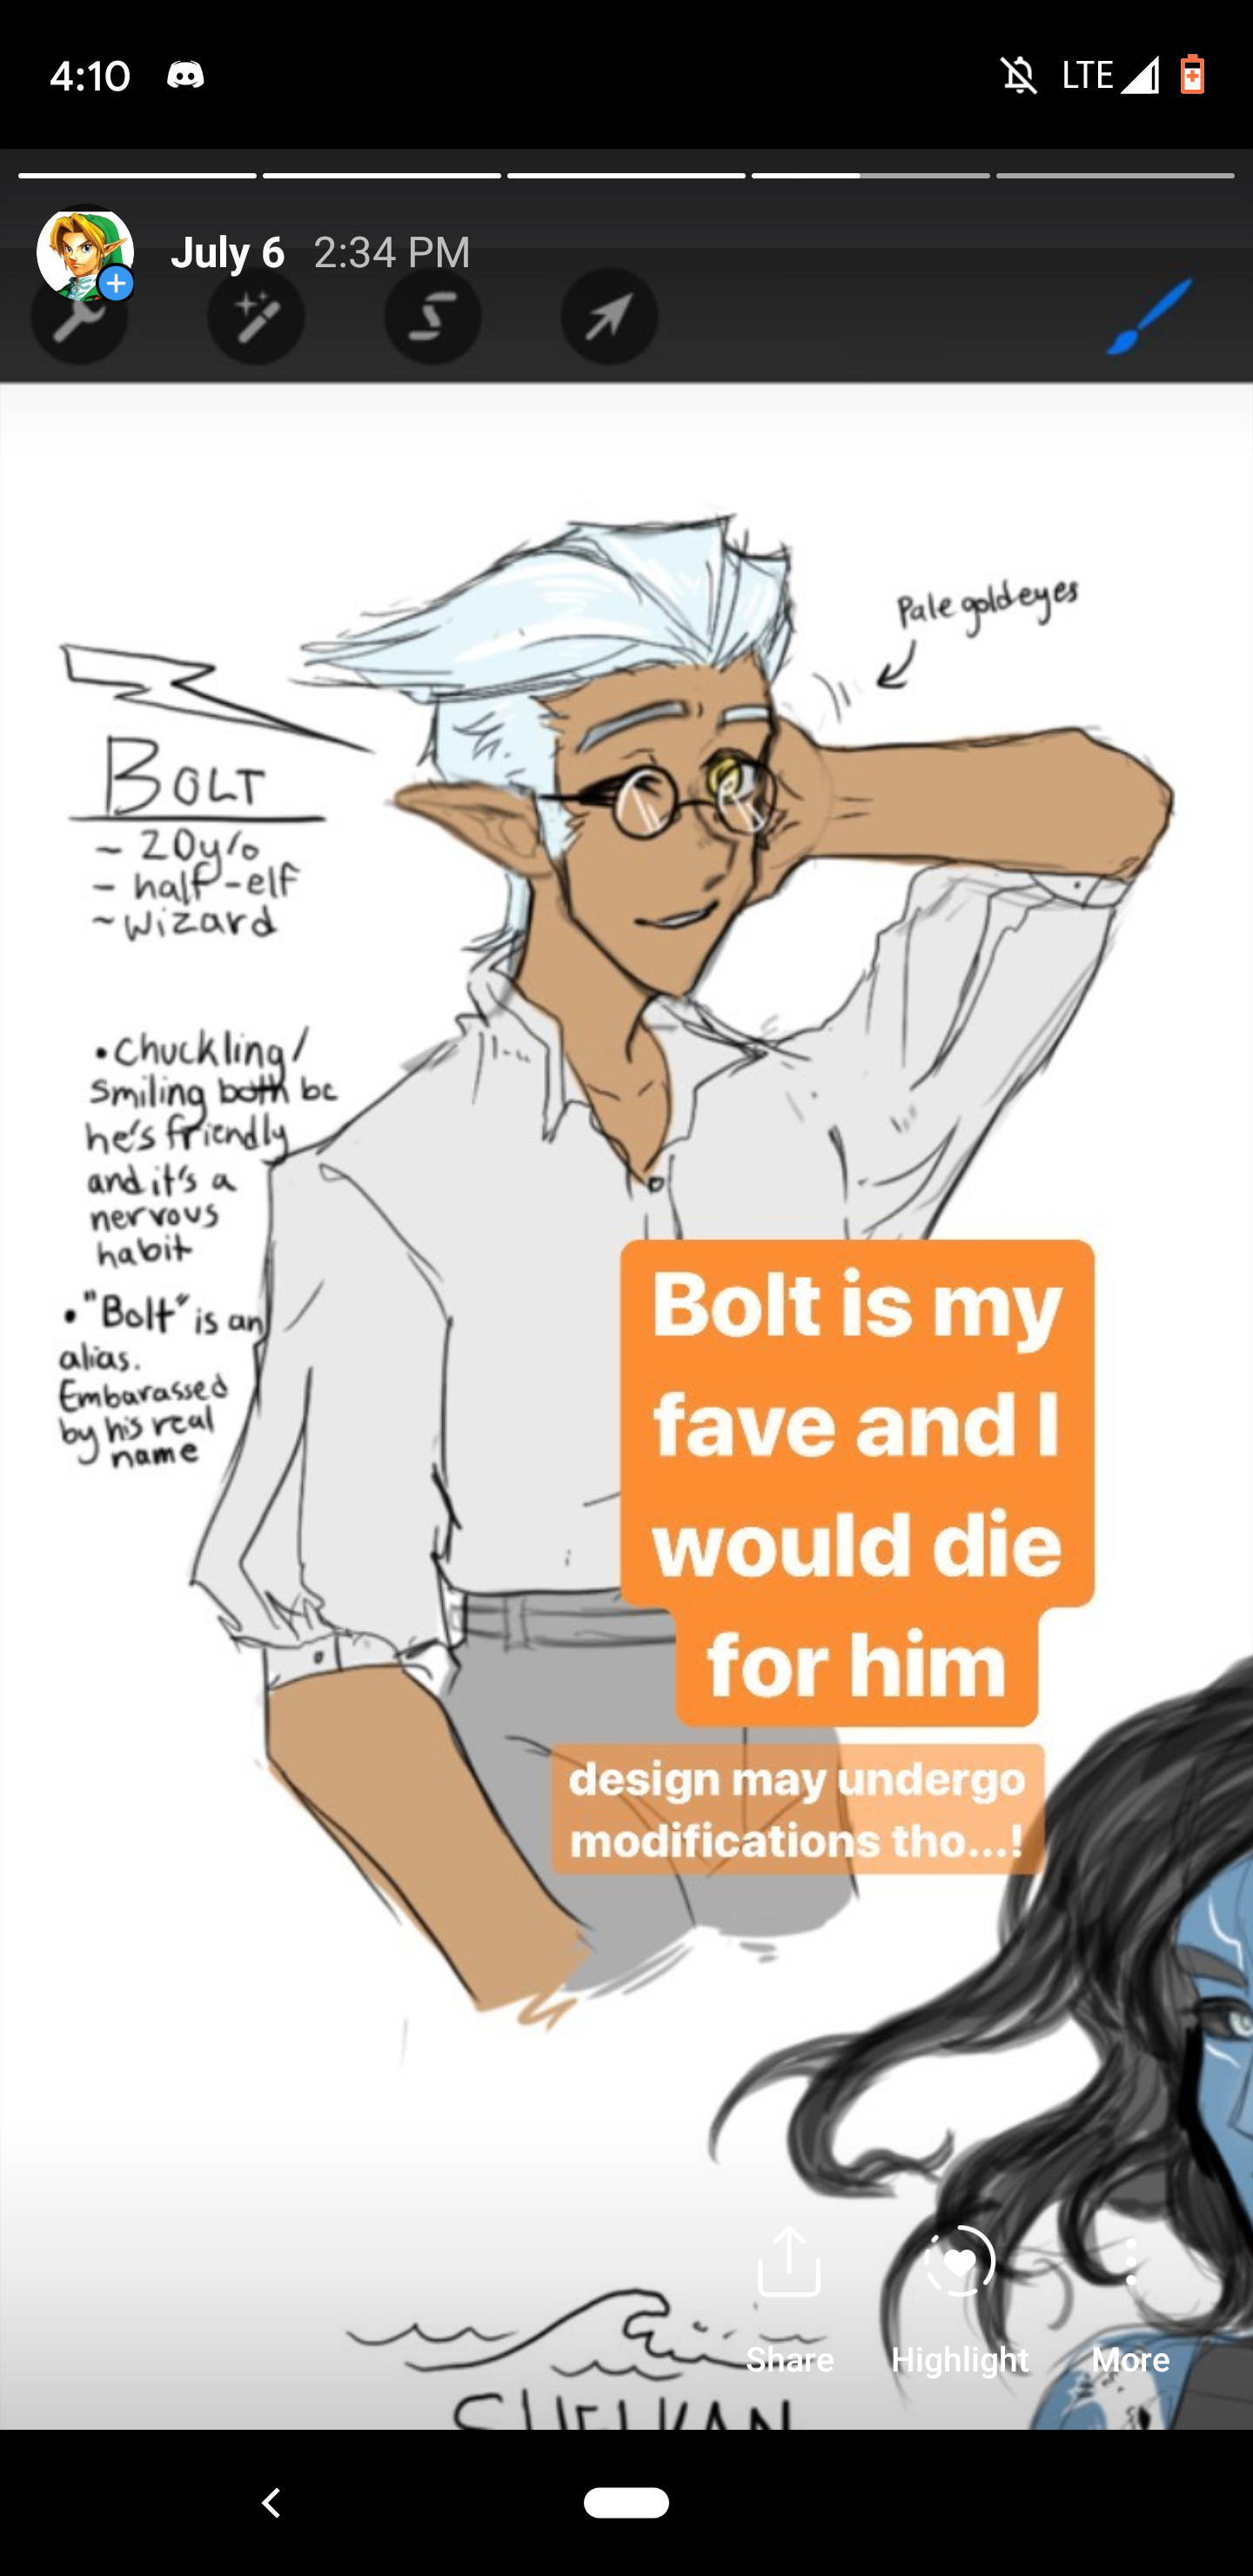 4:10
LTE
July 6 2:34 PM
Pale gold eyes
BOLT
~ 20y/o
- half-elf
~ Wizard
• Chuckling/
Smiling both bc
he's friendly
and it's a
nervous
habit
• "Bolt" is an
alias.
Embarassed
by his real
name
Bolt is my
fave and I
would die
for him
design may undergo
modifications tho...!
Share Highlight More